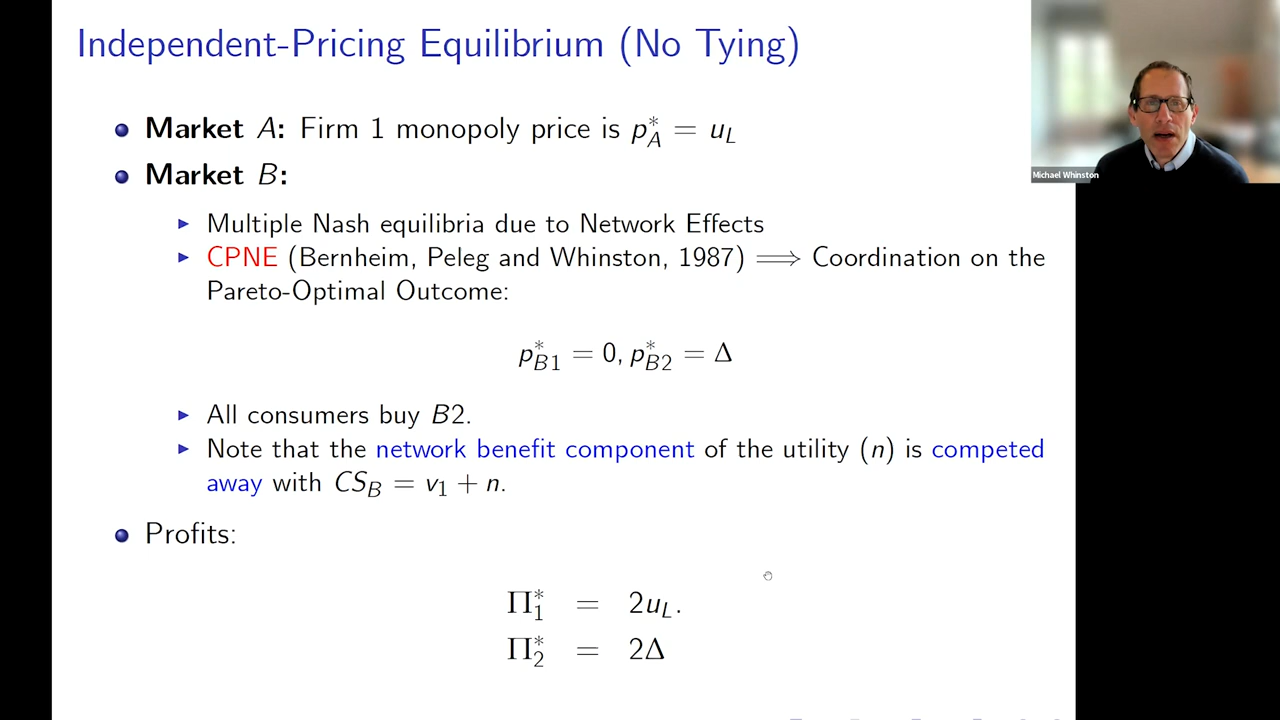 Independent-Pricing Equilibrium (No Tying)
Market A: Firm 1 monopoly price is p*_A = u_L
Market B:
Multiple Nash equilibria due to Network Effects
CPNE (Bernheim, Peleg and Whinston, 1987) ⟹ Coordination on the
Pareto-Optimal Outcome:
p*_B1 = 0, p*_B2 = Δ
All consumers buy B2.
Note that the network benefit component of the utility (n) is competed
away with CS_B = v_1 + n.
Profits:
Π*_1 = 2u_L.
Π*_2 = 2Δ
Michael Whinston